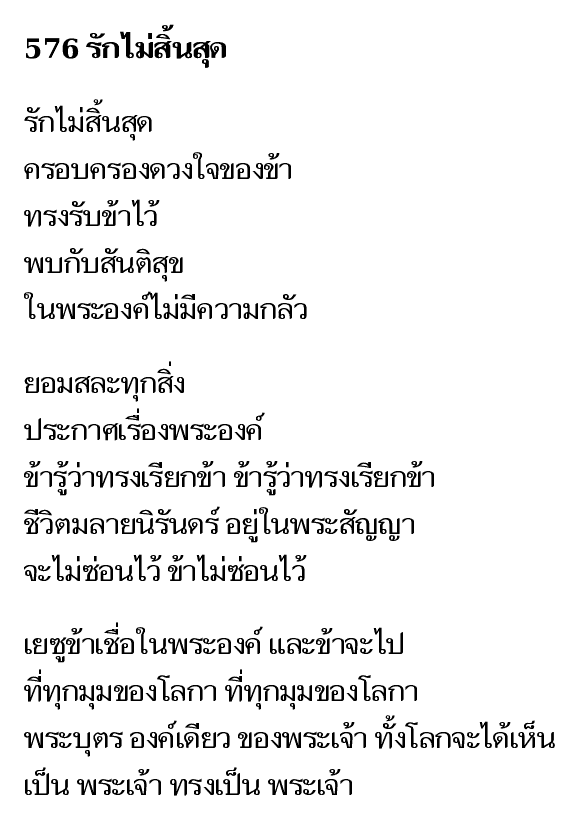 576 รักไม่สิ้นสุด
รักไม่สิ้นสุด
ครอบครองดวงใจของข้า
ทรงรับข้าไว้
พบกับสันติสุข
ในพระองค์ไม่มีความกลัว
ยอมสละทุกสิ่ง
ประกาศเรื่องพระองค์
ข้ารู้ว่าทรงเรียกข้า ข้ารู้ว่าทรงเรียกข้า
ชีวิตมลายนิรันดร์ อยู่ในพระสัญญา
จะไม่ซ่อนไว้ ข้าไม่ซ่อนไว้
เยซูข้าเชื่อในพระองค์ และข้าจะไป
ที่ทุกมุมของโลกา ที่ทุกมุมของโลกา
พระบุตร องค์เดียว ของพระเจ้า ทั้งโลกจะได้เห็น
เป็น พระเจ้า ทรงเป็น พระเจ้า